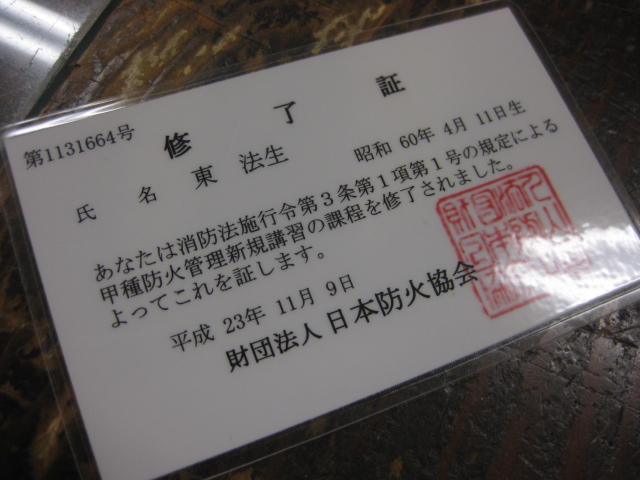 第1131664号
修了証
氏名 東 法生 昭和 60年 4月 11日生
あなたは消防法施行令第3条第1項第1号の規定による
甲種防火管理新規講習の課程を修了されました。
よってこれを証します。
平成 23年 11月 9日
財団法人 日本防火協会